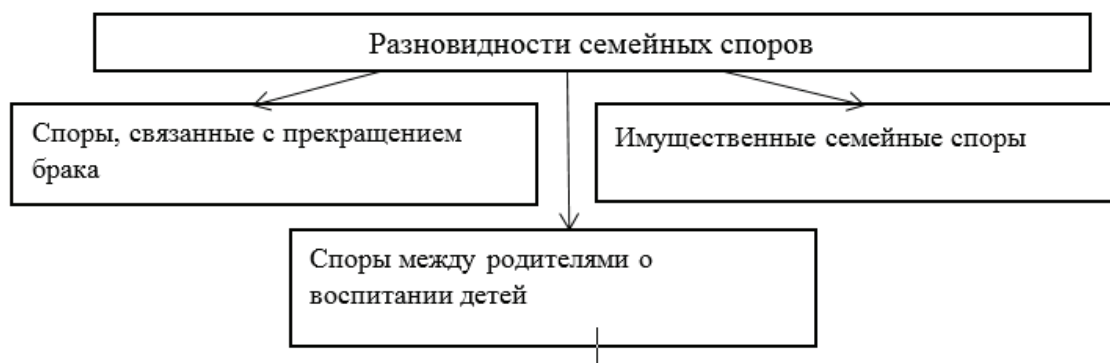 Разновидности семейных споров
Споры, связанные с прекращением
брака
Имущественные семейные споры
Споры между родителями о
воспитании детей